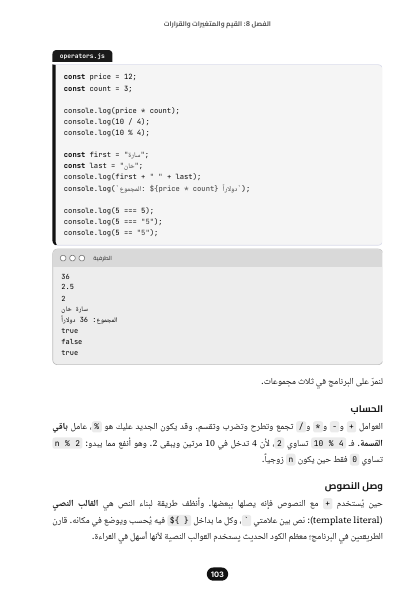 الفصل 8: القيم والمتغيرات والقرارات
operators.js
const price = 12;
const count = 3;
console.log(price * count);
console.log(10 / 4);
console.log(10 % 4);
const first = "سارة";
const last = "خان";
console.log(first + " " + last);
console.log(`المجموع: ${price * count} دولاراً`);
console.log(5 === 5);
console.log(5 === "5");
console.log(5 == "5");
الطرفية
36
2.5
2
سارة خان
المجموع: 36 دولاراً
true
false
true
لنمرّ على البرنامج في ثلاث مجموعات.
الحساب
العوامل + و - و * و / تجمع وتطرح وتضرب وتقسم. وقد يكون الجديد عليك هو %، عامل باقي
القسمة. فـ 10 % 4 تساوي 2، لأن 4 تدخل في 10 مرتين ويبقى 2. وهو أنفع مما يبدو: n % 2
تساوي 0 فقط حين يكون n زوجياً.
وصل النصوص
حين يُستخدم + مع النصوص فإنه يصلها ببعضها. وأنظف طريقة لبناء النص هي القالب النصي
(template literal): نص بين علامتي `، وكل ما بداخل ${ } فيه يُحسب ويوضع في مكانه. قارن
الطريقتين في البرنامج؛ معظم الكود الحديث يستخدم القوالب النصية لأنها أسهل في القراءة.
103